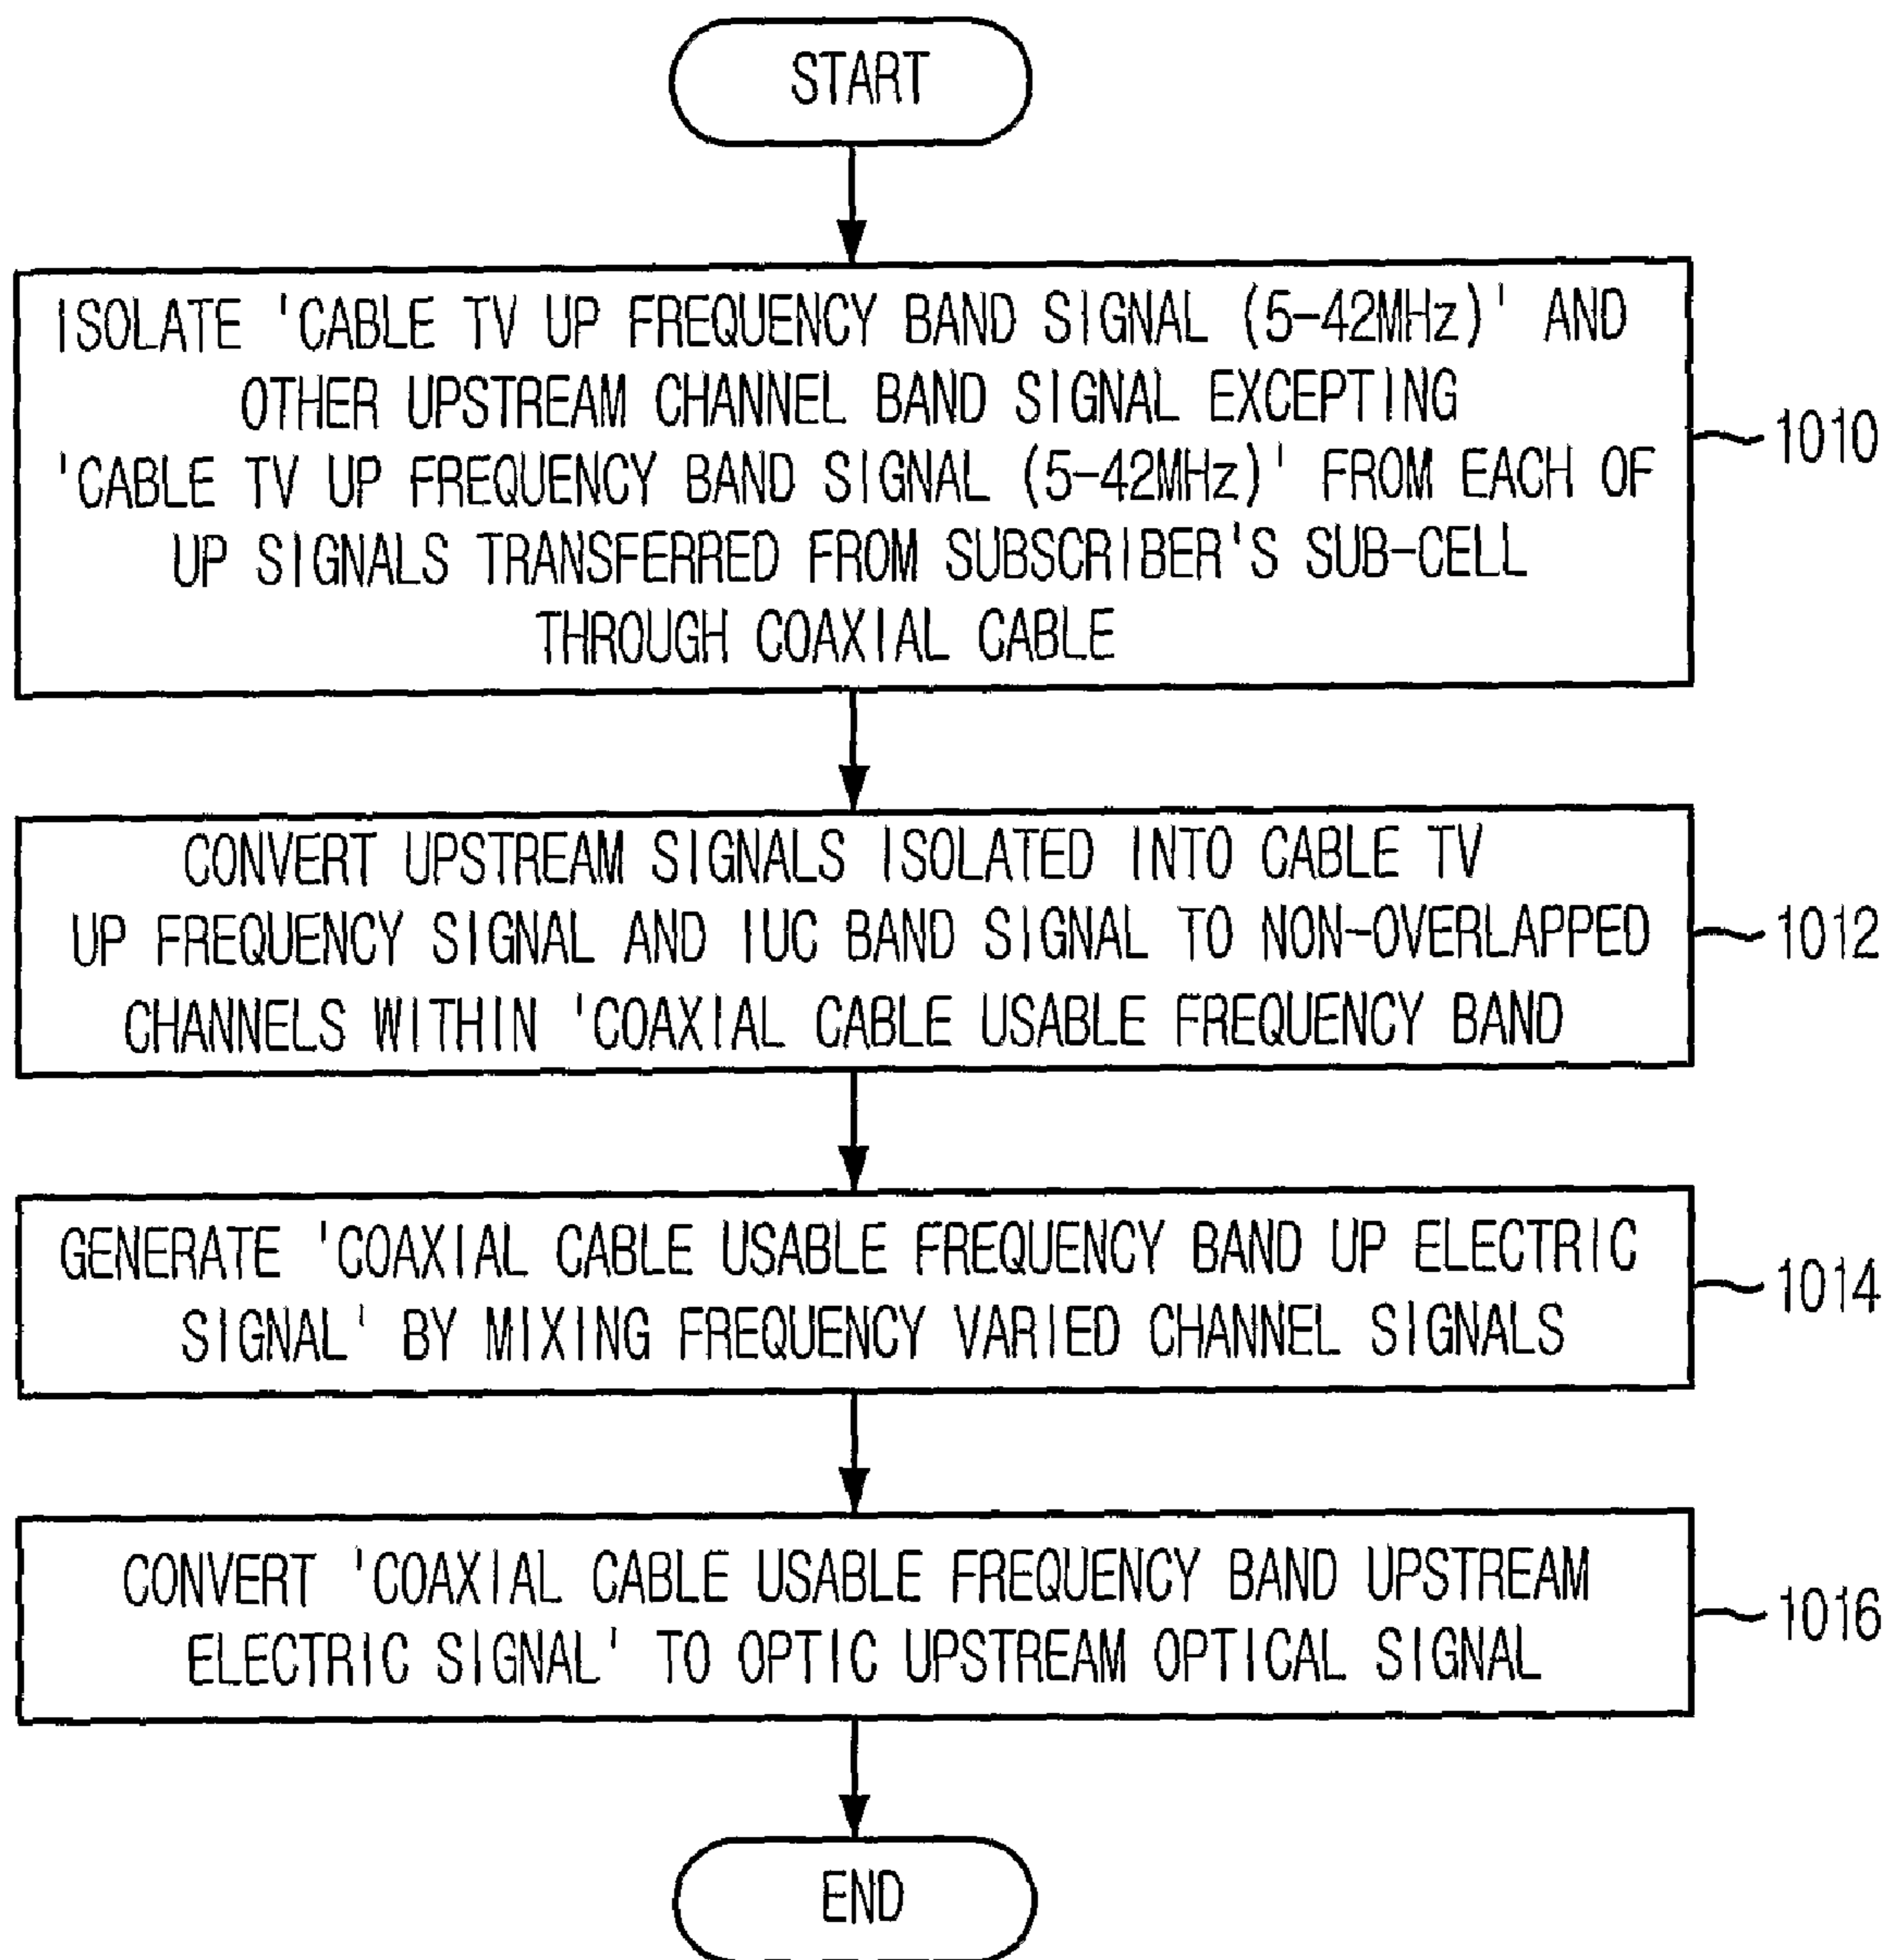 START
ISOLATE 'CABLE TV UP FREQUENCY BAND SIGNAL (5-42MHz)' AND
OTHER UPSTREAM CHANNEL BAND SIGNAL EXCEPTING
'CABLE TV UP FREQUENCY BAND SIGNAL (5-42MHz)' FROM EACH OF
UP SIGNALS TRANSFERRED FROM SUBSCRIBER'S SUB-CELL
THROUGH COAXIAL CABLE
1010
CONVERT UPSTREAM SIGNALS ISOLATED INTO CABLE TV
UP FREQUENCY SIGNAL AND IUC BAND SIGNAL TO NON-OVERLAPPED
CHANNELS WITHIN 'COAXIAL CABLE USABLE FREQUENCY BAND
1012
GENERATE 'COAXIAL CABLE USABLE FREQUENCY BAND UP ELECTRIC
SIGNAL' BY MIXING FREQUENCY VARIED CHANNEL SIGNALS
1014
CONVERT 'COAXIAL CABLE USABLE FREQUENCY BAND UPSTREAM
ELECTRIC SIGNAL' TO OPTIC UPSTREAM OPTICAL SIGNAL
1016
END